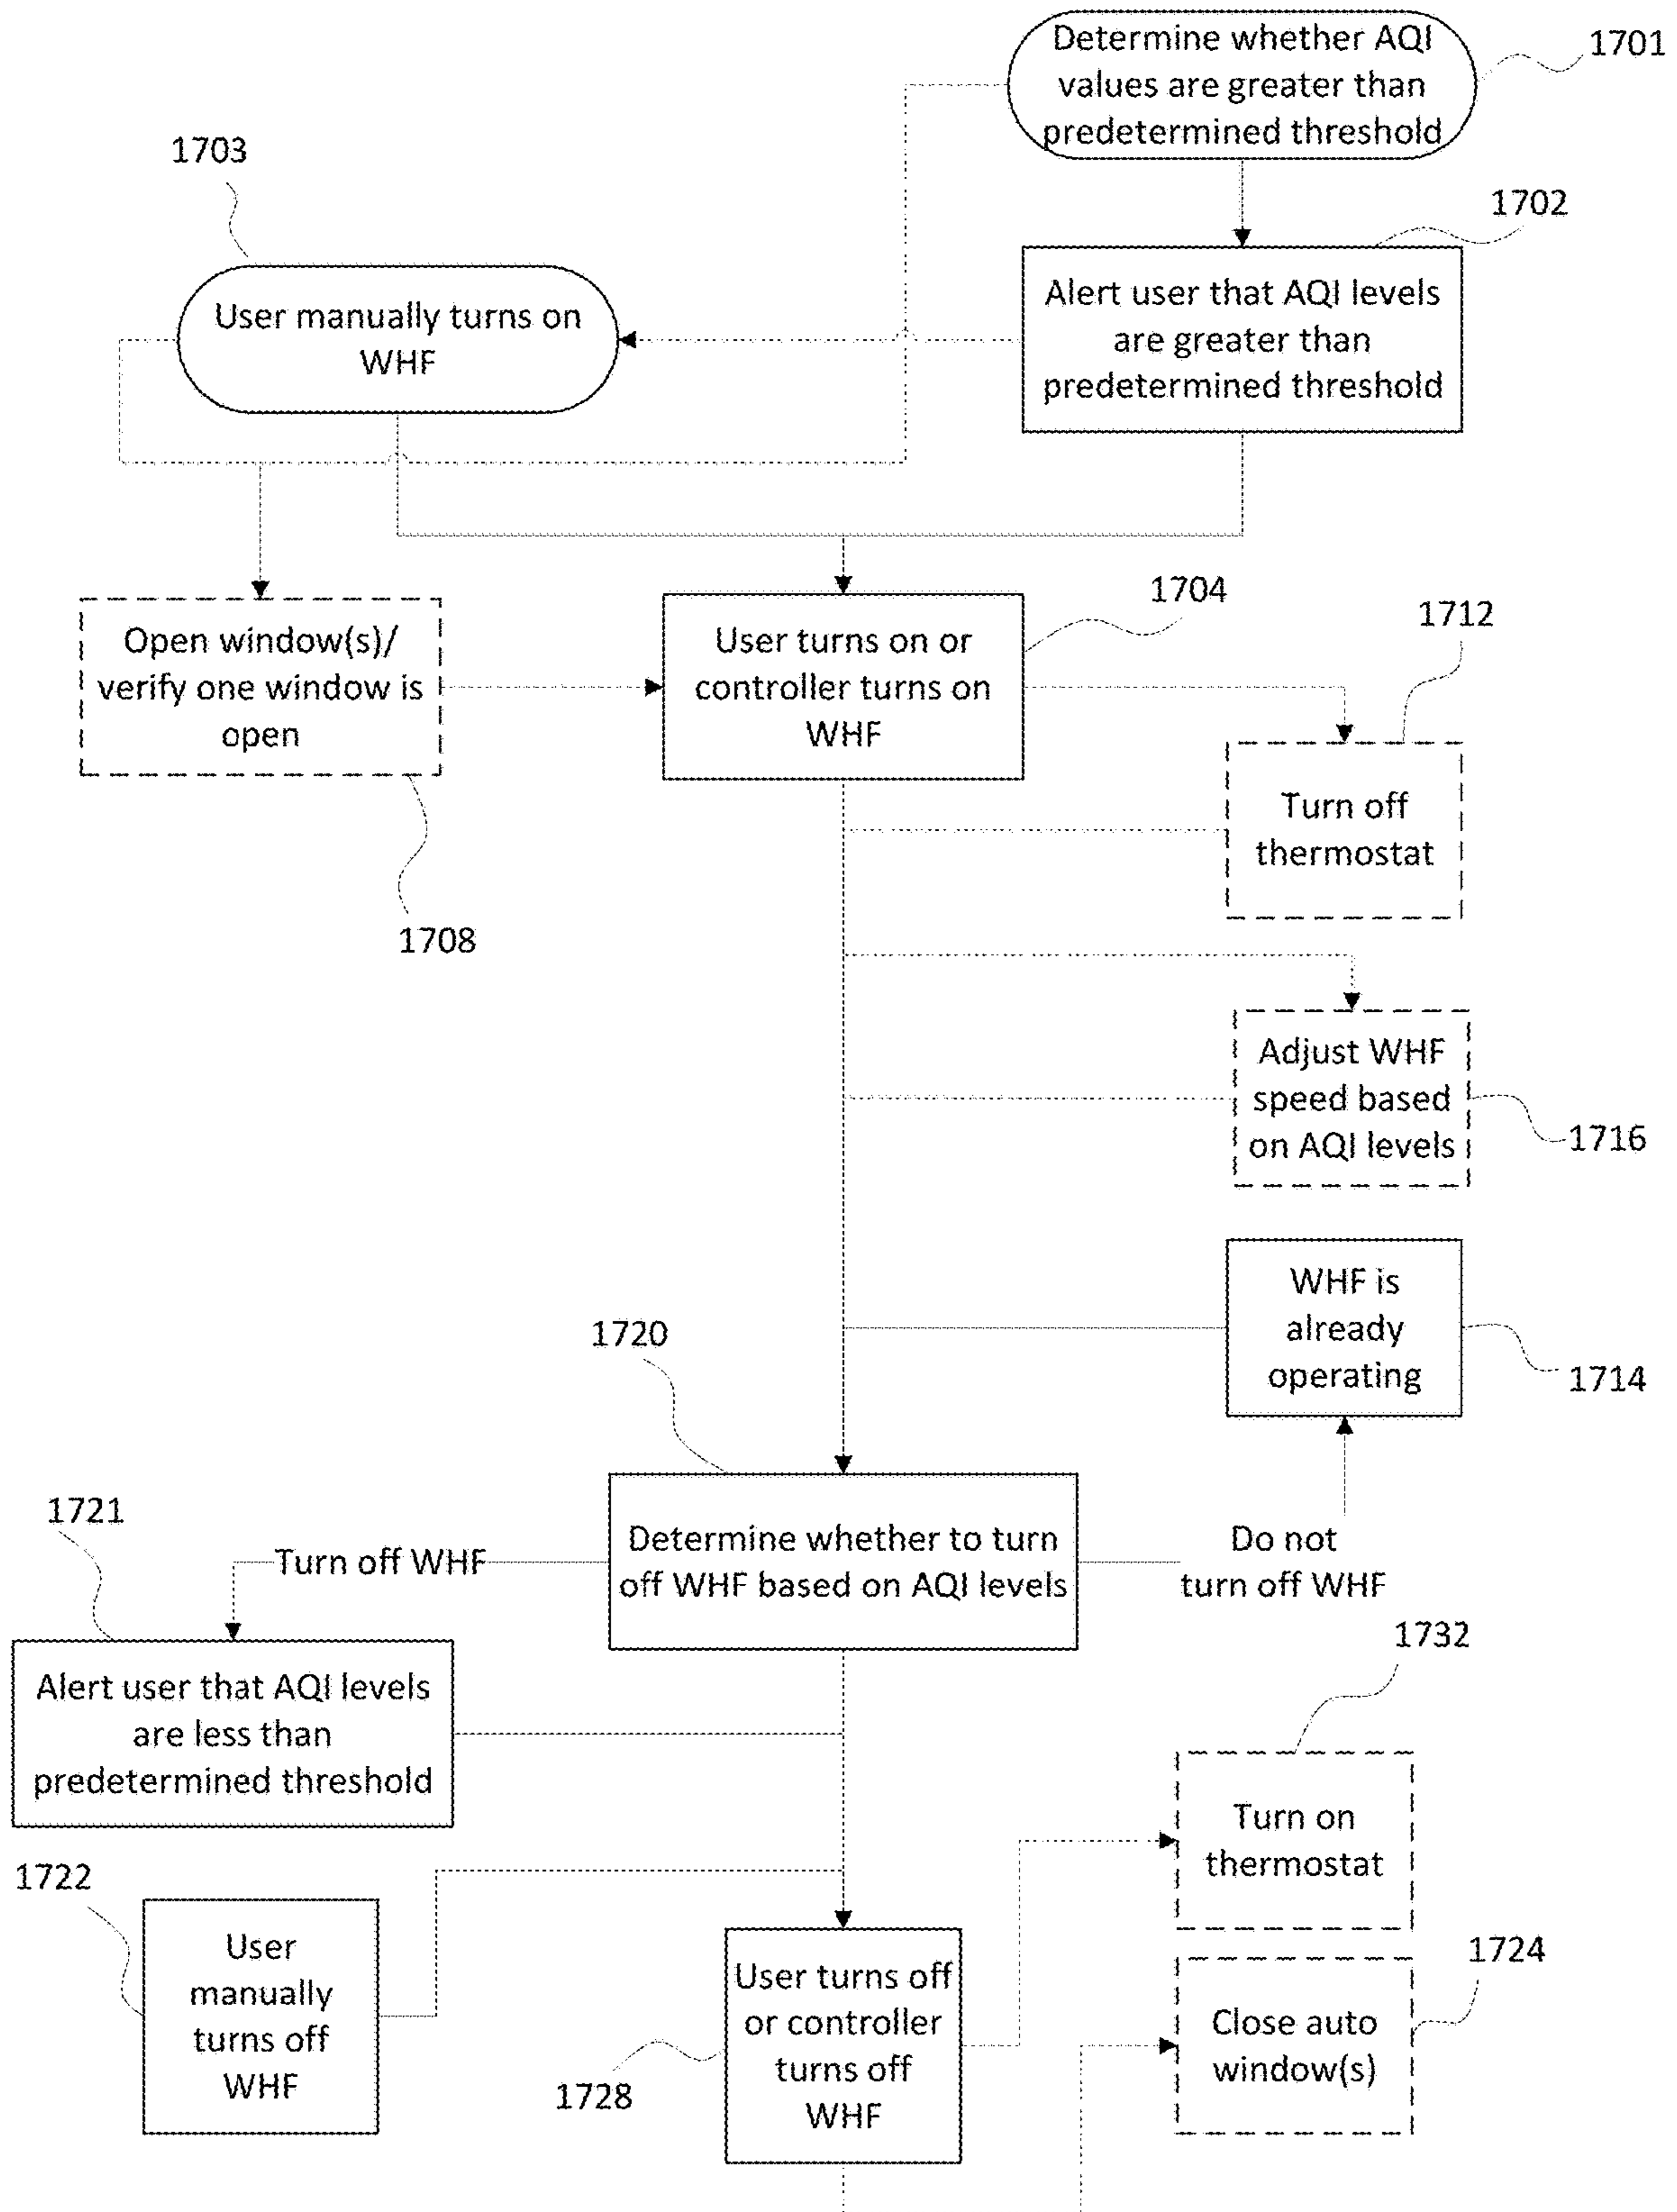 Determine whether AQI
values are greater than
predetermined threshold
1701
1703
1702
User manually turns on
WHF
Alert user that AQI levels
are greater than
predetermined threshold
1704
1712
Open window(s)/
verify one window is
open
User turns on or
controller turns on
WHF
Turn off
thermostat
1708
Adjust WHF
speed based
on AQI levels
1716
WHF is
already
operating
1714
1720
1721
Turn off WHF
Determine whether to turn
off WHF based on AQI levels
Do not
turn off WHF
1732
Alert user that AQI levels
are less than
predetermined threshold
Turn on
thermostat
1722
User
manually
turns off
WHF
User turns off
or controller
turns off
WHF
1728
1724
Close auto
window(s)